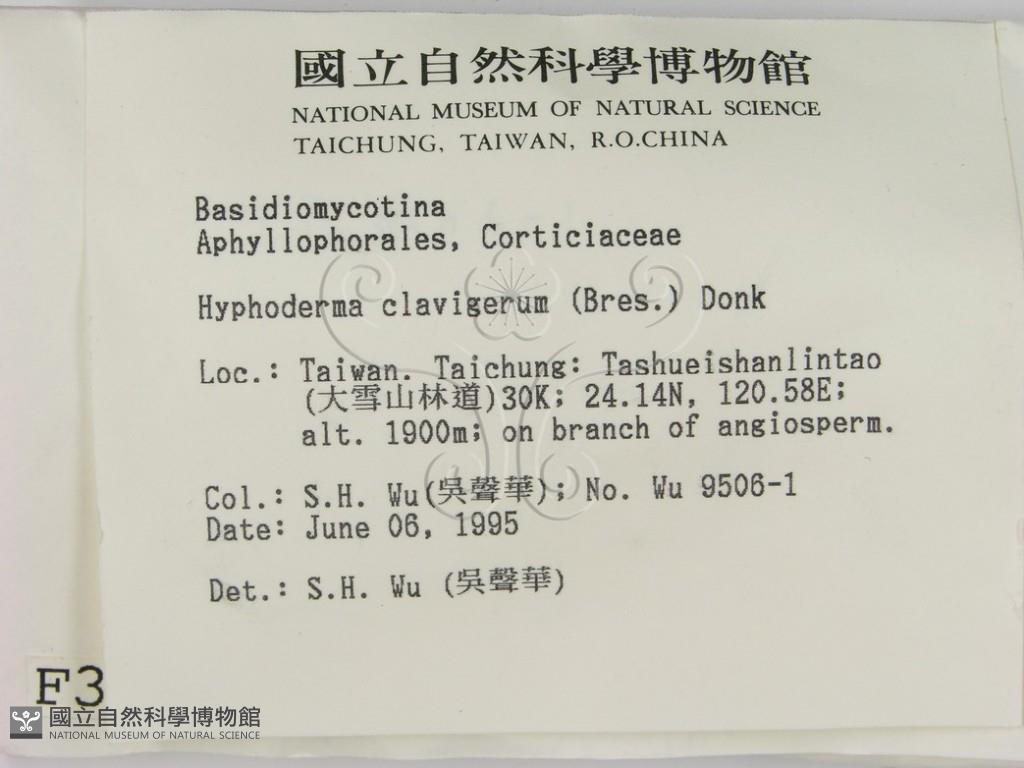 國立自然科學博物館
NATIONAL MUSEUM OF NATURAL SCIENCE
TAICHUNG, TAIWAN, R.O.CHINA
Basidiomycotina
Aphyllophorales, Corticiaceae
Hyphoderma clavigerum (Bres.) Donk
Loc.: Taiwan. Taichung: Tashueishanlintao
(大雪山林道)30K; 24.14N, 120.58E;
alt. 1900m; on branch of angiosperm.
Col.: S.H. Wu(吳聲華); No. Wu 9506-1
Date: June 06, 1995
Det.: S.H. Wu (吳聲華)
F3
國立自然科學博物館
NATIONAL MUSEUM OF NATURAL SCIENCE